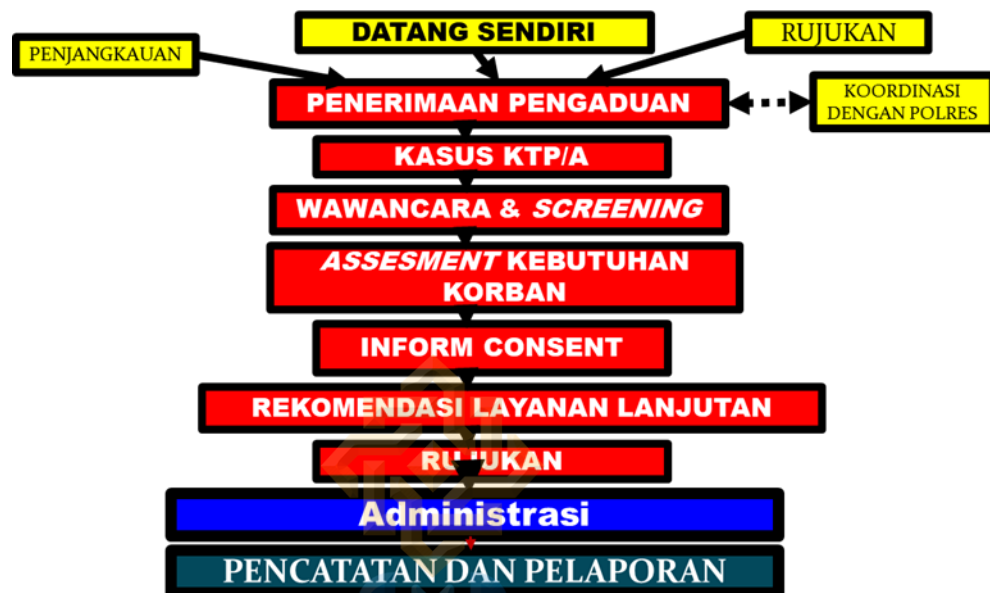 DATANG SENDIRI
RUJUKAN
PENJANGKAUAN
PENERIMAAN PENGADUAN
KOORDINASI
DENGAN POLRES
KASUS KTP/A
WAWANCARA & SCREENING
ASSESMENT KEBUTUHAN
KORBAN
INFORM CONSENT
REKOMENDASI LAYANAN LANJUTAN
RUJUKAN
Administrasi
PENCATATAN DAN PELAPORAN